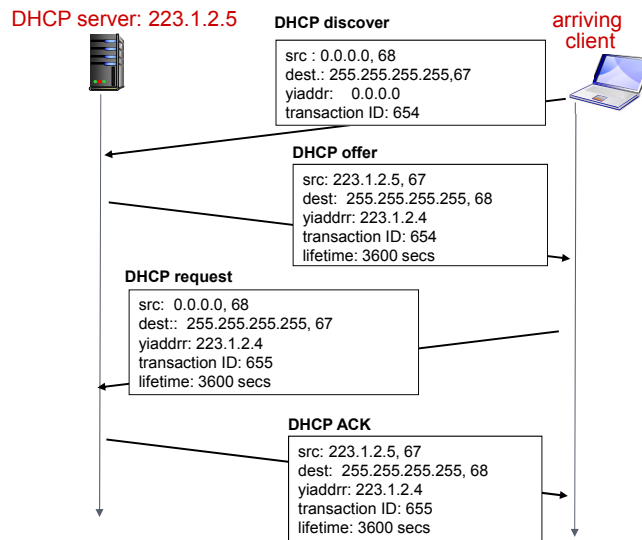 DHCP server: 223.1.2.5
arriving
client
DHCP discover
src : 0.0.0.0, 68
dest.: 255.255.255.255,67
yiaddr: 0.0.0.0
transaction ID: 654
DHCP offer
src: 223.1.2.5, 67
dest: 255.255.255.255, 68
yiaddrr: 223.1.2.4
transaction ID: 654
lifetime: 3600 secs
DHCP request
src: 0.0.0.0, 68
dest:: 255.255.255.255, 67
yiaddrr: 223.1.2.4
transaction ID: 655
lifetime: 3600 secs
DHCP ACK
src: 223.1.2.5, 67
dest: 255.255.255.255, 68
yiaddrr: 223.1.2.4
transaction ID: 655
lifetime: 3600 secs